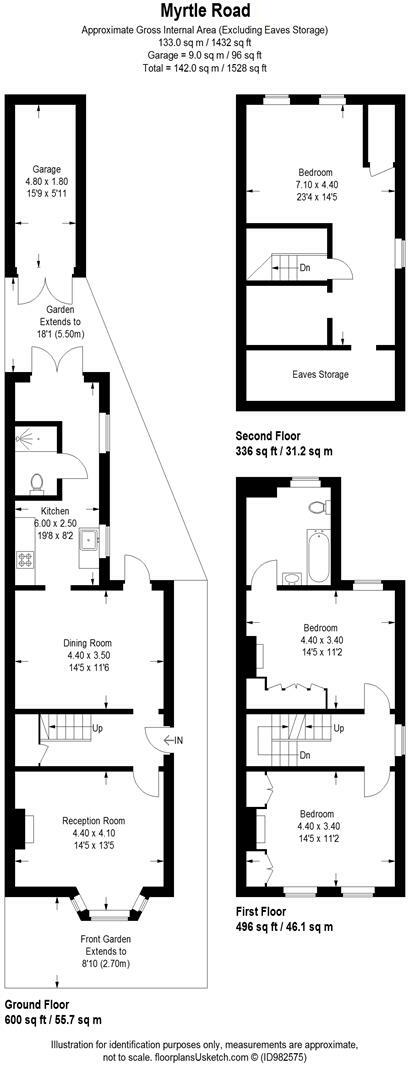 Myrtle Road
Approximate Gross Internal Area (Excluding Eaves Storage)
133.0 sq m / 1432 sq ft
Garage = 9.0 sq m / 96 sq ft
Total = 142.0 sq m / 1528 sq ft
Garage
4.80 x 1.80
15'9 x 5'11
Garden
Extends to
18'1 (5.50m)
Kitchen
6.00 x 2.50
19'8 x 8'2
Dining Room
4.40 x 3.50
14'5 x 11'6
Up
IN
Reception Room
4.40 x 4.10
14'5 x 13'5
Front Garden
Extends to
8'10 (2.70m)
Ground Floor
600 sq ft / 55.7 sq m
Bedroom
7.10 x 4.40
23'4 x 14'5
Dn
Eaves Storage
Second Floor
336 sq ft / 31.2 sq m
Bedroom
4.40 x 3.40
14'5 x 11'2
Up
Dn
Bedroom
4.40 x 3.40
14'5 x 11'2
First Floor
496 sq ft / 46.1 sq m
Illustration for identification purposes only, measurements are approximate,
not to scale. floorplansUsketch.com © (ID982575)